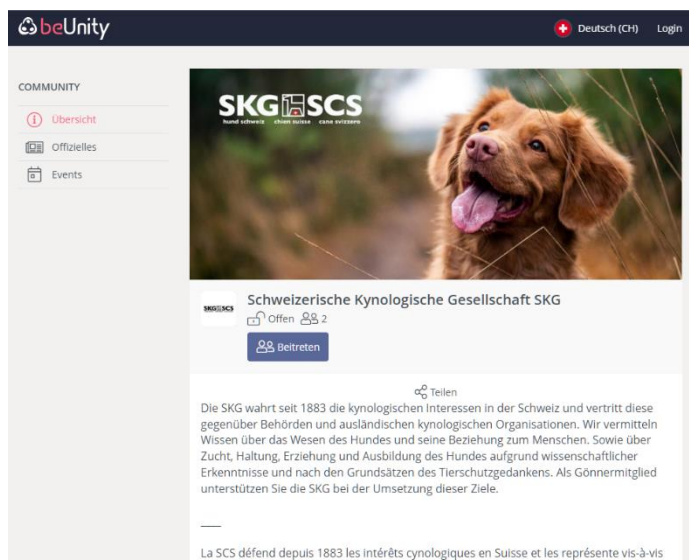 beUnity
Deutsch (CH) Login
COMMUNITY
Übersicht
Offizielles
Events
SKG SCS
hund schweiz chien suisse cane svizzero
SKG SCS
Schweizerische Kynologische Gesellschaft SKG
Offen 2
Beitreten
Teilen
Die SKG wahrt seit 1883 die kynologischen Interessen in der Schweiz und vertritt diese
gegenüber Behörden und ausländischen kynologischen Organisationen. Wir vermitteln
Wissen über das Wesen des Hundes und seine Beziehung zum Menschen. Sowie über
Zucht, Haltung, Erziehung und Ausbildung des Hundes aufgrund wissenschaftlicher
Erkenntnisse und nach den Grundsätzen des Tierschutzgedankens. Als Gönnermitglied
unterstützen Sie die SKG bei der Umsetzung dieser Ziele.
___
La SCS défend depuis 1883 les intérêts cynologiques en Suisse et les représente vis-à-vis